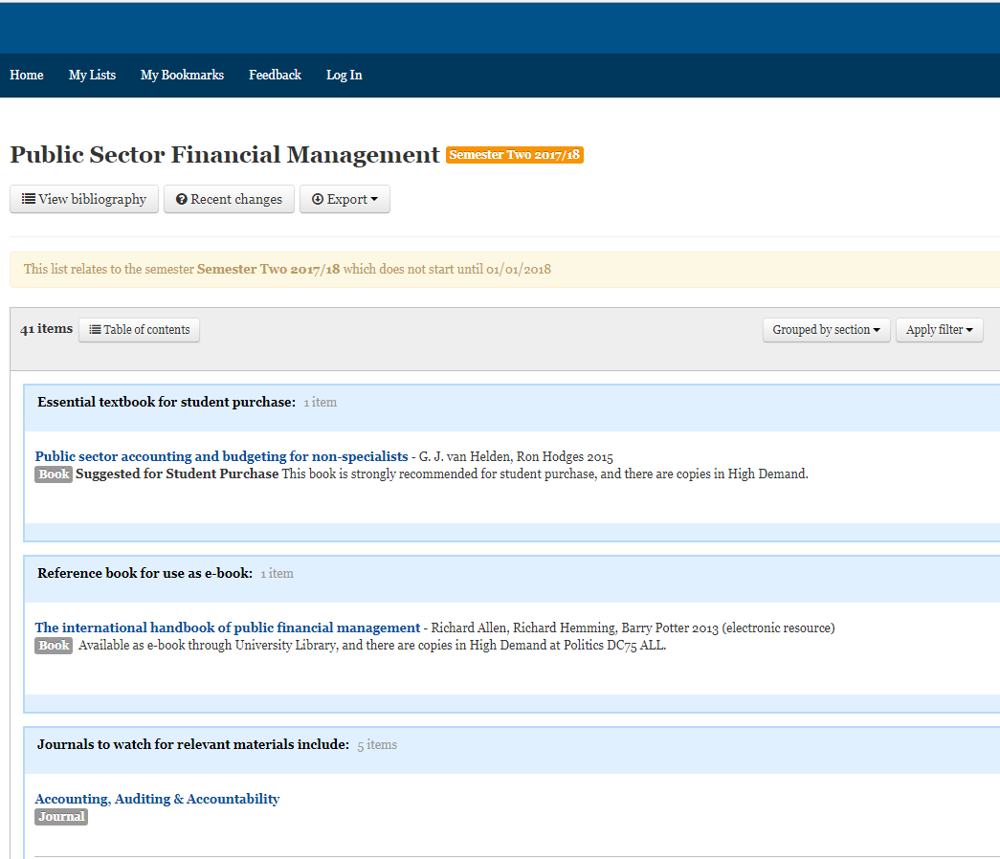 Home My Lists My Bookmarks Feedback Log In
Public Sector Financial Management Semester Two 2017/18
View bibliography Recent changes Export
This list relates to the semester Semester Two 2017/18 which does not start until 01/01/2018
41 items Table of contents Grouped by section Apply filter
Essential textbook for student purchase: 1 item
Public sector accounting and budgeting for non-specialists - G. J. van Helden, Ron Hodges 2015
Book Suggested for Student Purchase This book is strongly recommended for student purchase, and there are copies in High Demand.
Reference book for use as e-book: 1 item
The international handbook of public financial management - Richard Allen, Richard Hemming, Barry Potter 2013 (electronic resource)
Book Available as e-book through University Library, and there are copies in High Demand at Politics DC75 ALL.
Journals to watch for relevant materials include: 5 items
Accounting, Auditing & Accountability
Journal